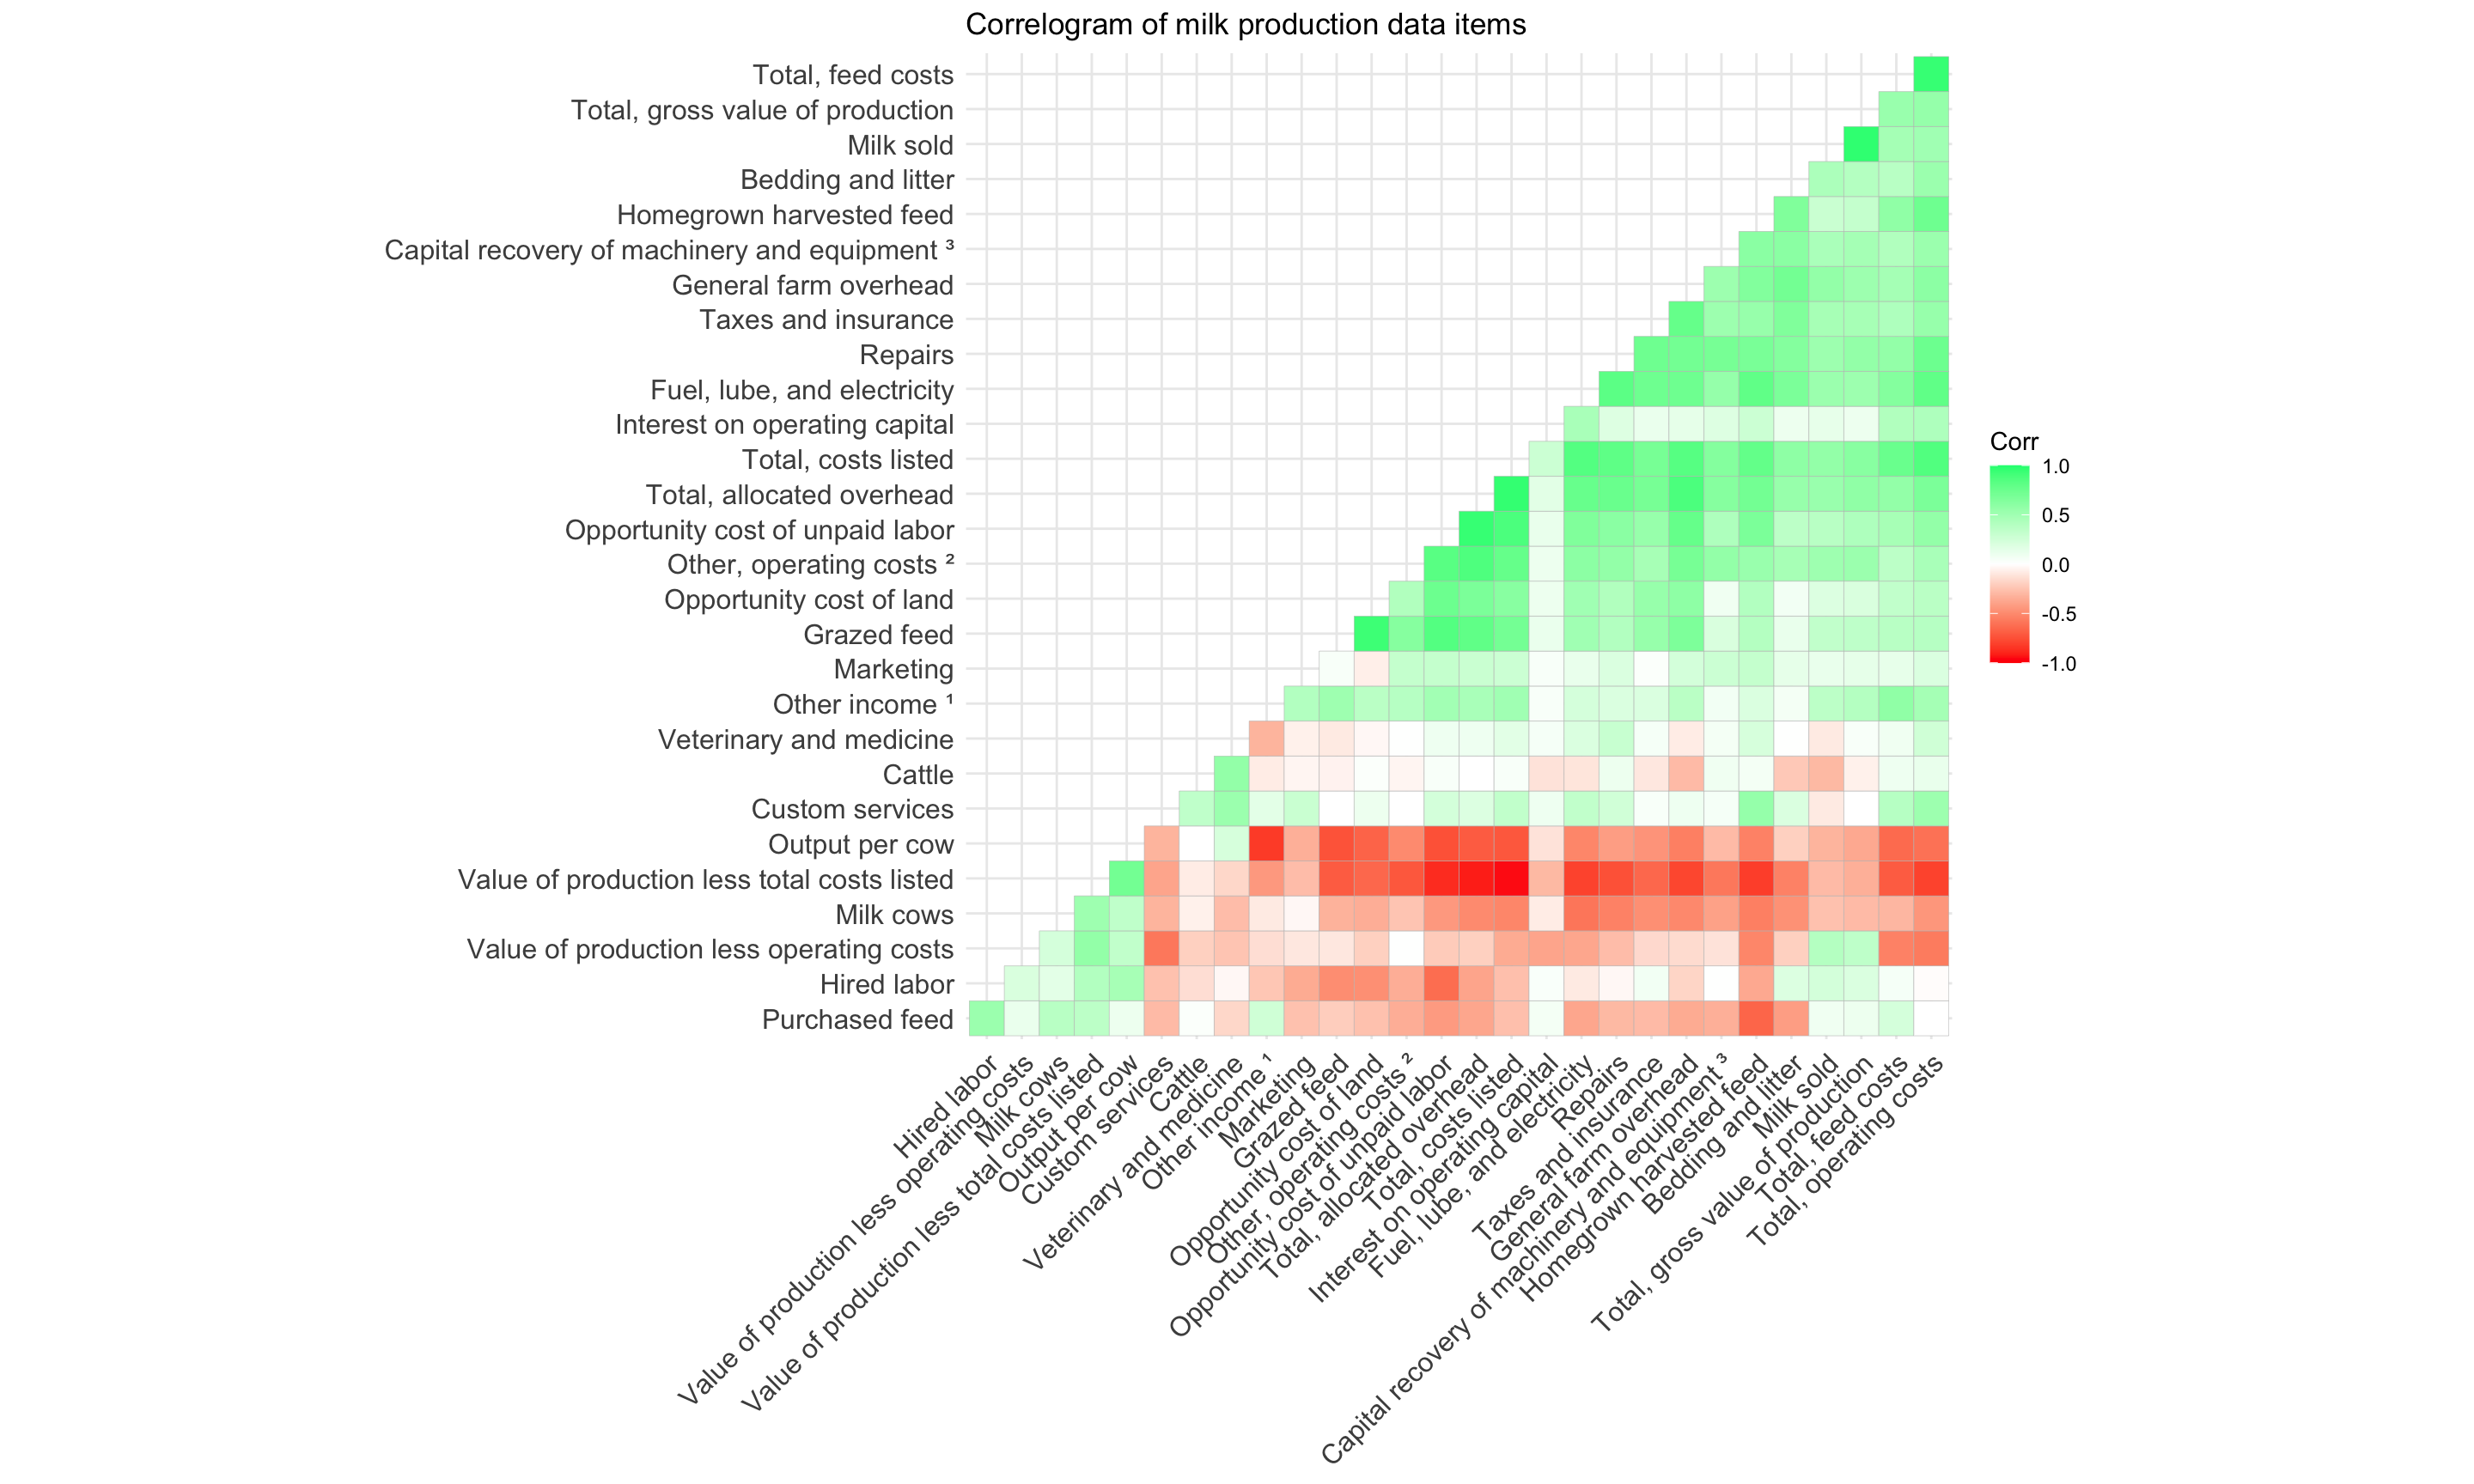 Correlogram of milk production data items
Total, feed costs
Total, gross value of production
Milk sold
Bedding and litter
Homegrown harvested feed
Capital recovery of machinery and equipment ³
General farm overhead
Taxes and insurance
Repairs
Fuel, lube, and electricity
Interest on operating capital
Total, costs listed
Total, allocated overhead
Opportunity cost of unpaid labor
Other, operating costs ²
Opportunity cost of land
Grazed feed
Marketing
Other income ¹
Veterinary and medicine
Cattle
Custom services
Output per cow
Value of production less total costs listed
Milk cows
Value of production less operating costs
Hired labor
Purchased feed
Hired labor
Value of production less operating costs
Milk cows
Value of production less total costs listed
Output per cow
Custom services
Cattle
Veterinary and medicine
Other income ¹
Marketing
Grazed feed
Opportunity cost of land
Other, operating costs ²
Opportunity cost of unpaid labor
Total, allocated overhead
Total, costs listed
Interest on operating capital
Fuel, lube, and electricity
Repairs
Taxes and insurance
General farm overhead
Capital recovery of machinery and equipment ³
Homegrown harvested feed
Bedding and litter
Milk sold
Total, gross value of production
Total, feed costs
Total, operating costs
Corr
1.0
0.5
0.0
-0.5
-1.0